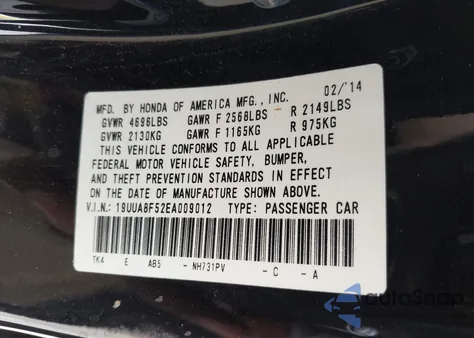 MFD. BY HONDA OF AMERICA MFG., INC. 02/'14
GVWR 4696LBS GAWR F 2568LBS R 2149LBS
GVWR 2130KG GAWR F 1165KG R 975KG
THIS VEHICLE CONFORMS TO ALL APPLICABLE
FEDERAL MOTOR VEHICLE SAFETY, BUMPER,
AND THEFT PREVENTION STANDARDS IN EFFECT
ON THE DATE OF MANUFACTURE SHOWN ABOVE.
V.I.N.: 19UUA8F52EA009012 TYPE: PASSENGER CAR
TK4 E AB5 - NH731PV - C - A
autoSnap